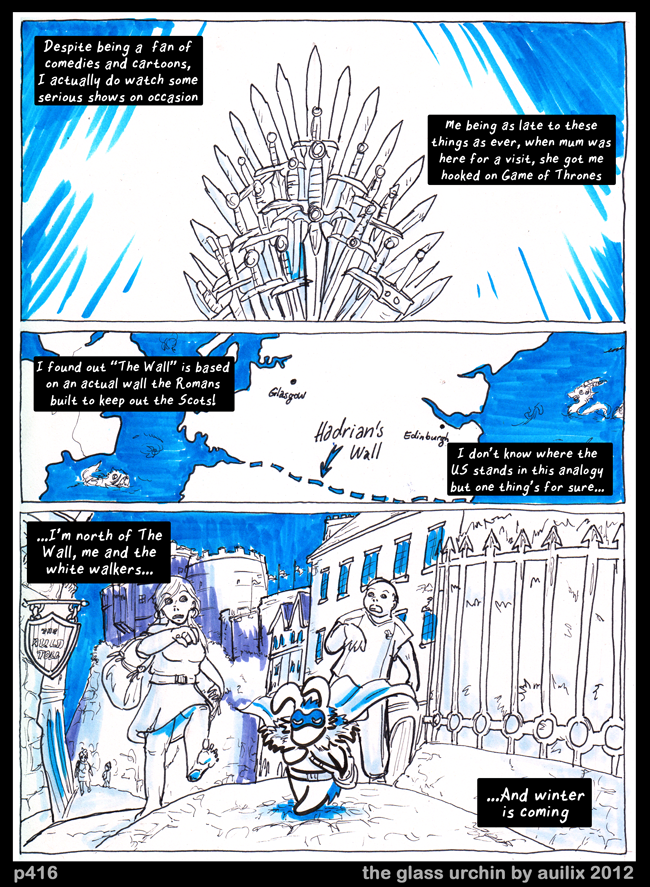 Despite being a fan of
comedies and cartoons,
I actually do watch some
serious shows on occasion
Me being as late to these
things as ever, when mum was
here for a visit, she got me
hooked on Game of Thrones
I found out "The Wall" is based
on an actual wall the Romans
built to keep out the Scots!
Glasgow
Hadrian's
Wall
Edinburgh
I don't know where the
US stands in this analogy
but one thing's for sure...
...I'm north of The
Wall, me and the
white walkers...
THE
TOLL
...And winter
is coming
p416
the glass urchin by auilix 2012